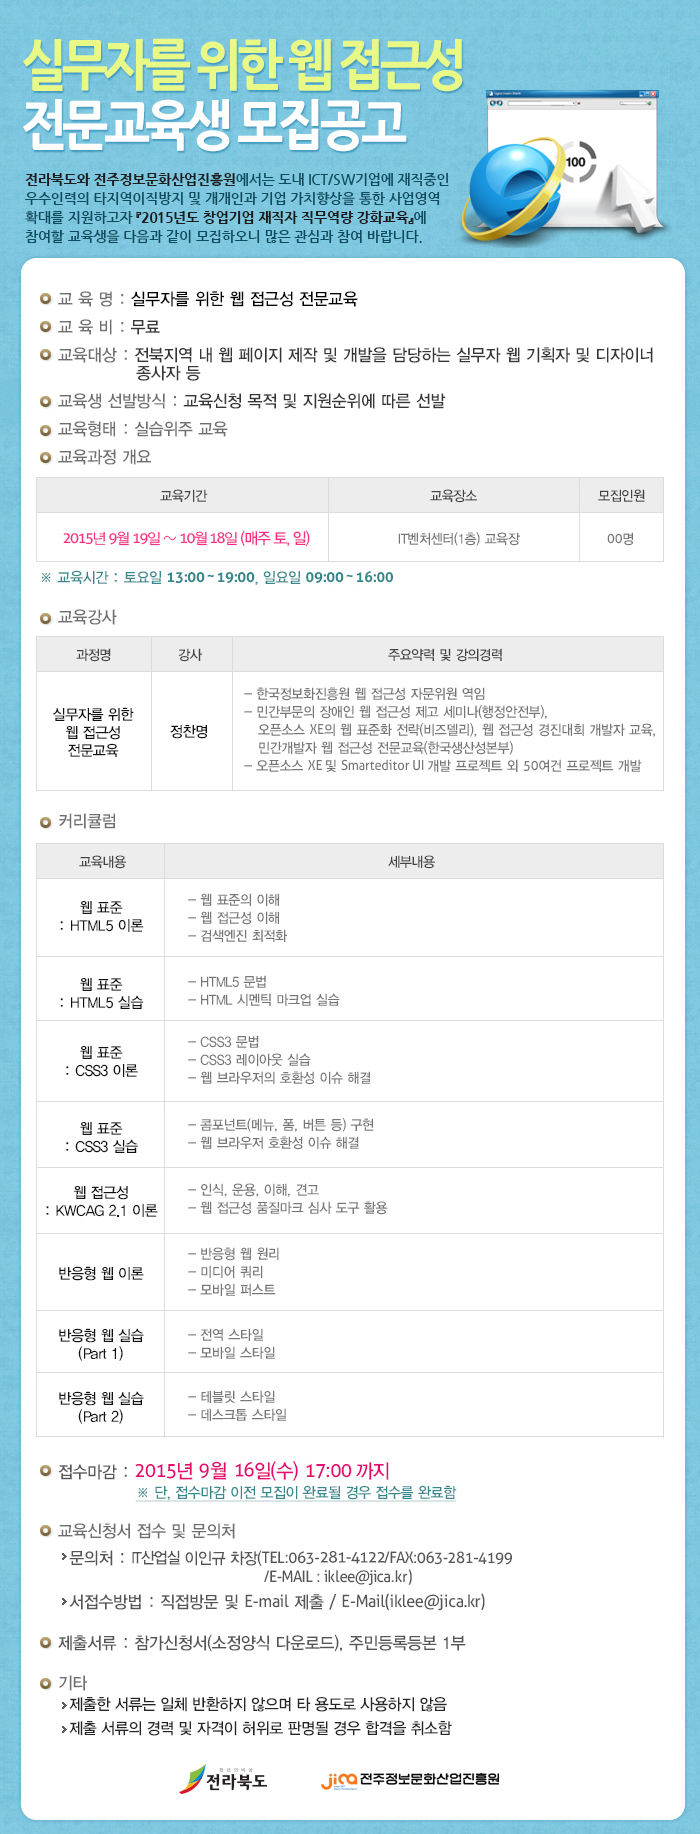 실무자를 위한 웹 접근성
전문교육생 모집공고
100
전라북도와 전주정보문화산업진흥원에서는 도내 ICT/SW기업에 재직중인
우수인력의 타지역이직방지 및 개개인과 기업 가치향상을 통한 사업영역
확대를 지원하고자 『2015년도 창업기업 재직자 직무역량 강화교육』에
참여할 교육생을 다음과 같이 모집하오니 많은 관심과 참여 바랍니다.
교 육 명 : 실무자를 위한 웹 접근성 전문교육
교 육 비 : 무료
교육대상 : 전북지역 내 웹 페이지 제작 및 개발을 담당하는 실무자 웹 기획자 및 디자이너
종사자 등
교육생 선발방식 : 교육신청 목적 및 지원순위에 따른 선발
교육형태 : 실습위주 교육
교육과정 개요
교육기간 교육장소 모집인원
2015년 9월 19일 ~ 10월 18일 (매주 토, 일) IT벤처센터(1층) 교육장 00명
※ 교육시간 : 토요일 13:00 ~ 19:00, 일요일 09:00 ~ 16:00
교육강사
과정명 강사 주요약력 및 강의경력
실무자를 위한
웹 접근성
전문교육
정찬명
- 한국정보화진흥원 웹 접근성 자문위원 역임
- 민간부문의 장애인 웹 접근성 제고 세미나(행정안전부),
오픈소스 XE의 웹 표준화 전략(비즈델리), 웹 접근성 경진대회 개발자 교육,
민간개발자 웹 접근성 전문교육(한국생산성본부)
- 오픈소스 XE 및 Smarteditor UI 개발 프로젝트 외 50여건 프로젝트 개발
커리큘럼
교육내용 세부내용
웹 표준
: HTML5 이론
- 웹 표준의 이해
- 웹 접근성 이해
- 검색엔진 최적화
웹 표준
: HTML5 실습
- HTML5 문법
- HTML 시멘틱 마크업 실습
웹 표준
: CSS3 이론
- CSS3 문법
- CSS3 레이아웃 실습
- 웹 브라우저의 호환성 이슈 해결
웹 표준
: CSS3 실습
- 콤포넌트(메뉴, 폼, 버튼 등) 구현
- 웹 브라우저 호환성 이슈 해결
웹 접근성
: KWCAG 2.1 이론
- 인식, 운용, 이해, 견고
- 웹 접근성 품질마크 심사 도구 활용
반응형 웹 이론
- 반응형 웹 원리
- 미디어 쿼리
- 모바일 퍼스트
반응형 웹 실습
(Part 1)
- 전역 스타일
- 모바일 스타일
반응형 웹 실습
(Part 2)
- 테블릿 스타일
- 데스크톱 스타일
접수마감 : 2015년 9월 16일(수) 17:00 까지
※ 단, 접수마감 이전 모집이 완료될 경우 접수를 완료함
교육신청서 접수 및 문의처
› 문의처 : IT산업실 이인규 차장(TEL:063-281-4122/FAX:063-281-4199
/E-MAIL : iklee@jica.kr)
› 서접수방법 : 직접방문 및 E-mail 제출 / E-Mail(iklee@jica.kr)
제출서류 : 참가신청서(소정양식 다운로드), 주민등록등본 1부
기타
› 제출한 서류는 일체 반환하지 않으며 타 용도로 사용하지 않음
› 제출 서류의 경력 및 자격이 허위로 판명될 경우 합격을 취소함
전라북도
jica 전주정보문화산업진흥원